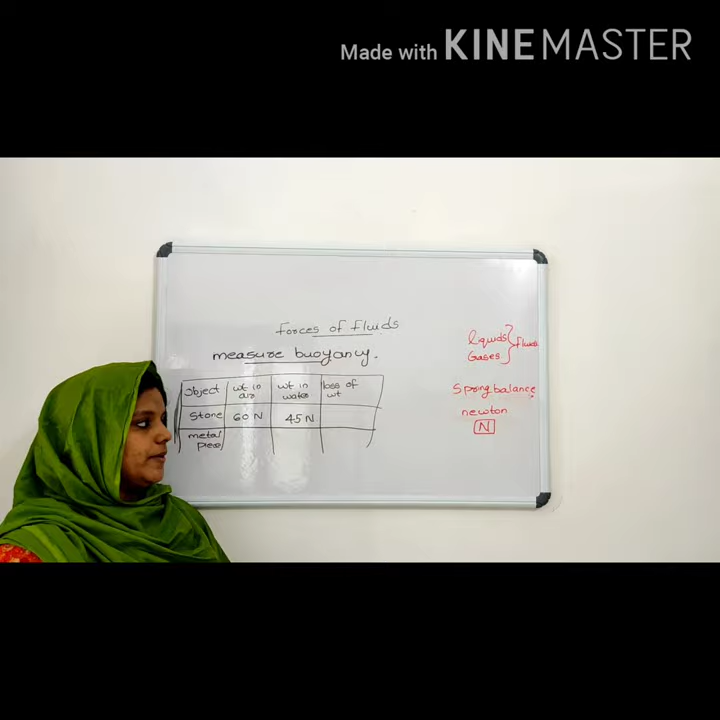 Made with KINEMASTER
Forces of fluids
measure buoyancy.
Object wt in air wt in water loss of wt
Stone 60 N 45 N
metal piece
liquids
Gases
fluids
Spring balance
newton
N